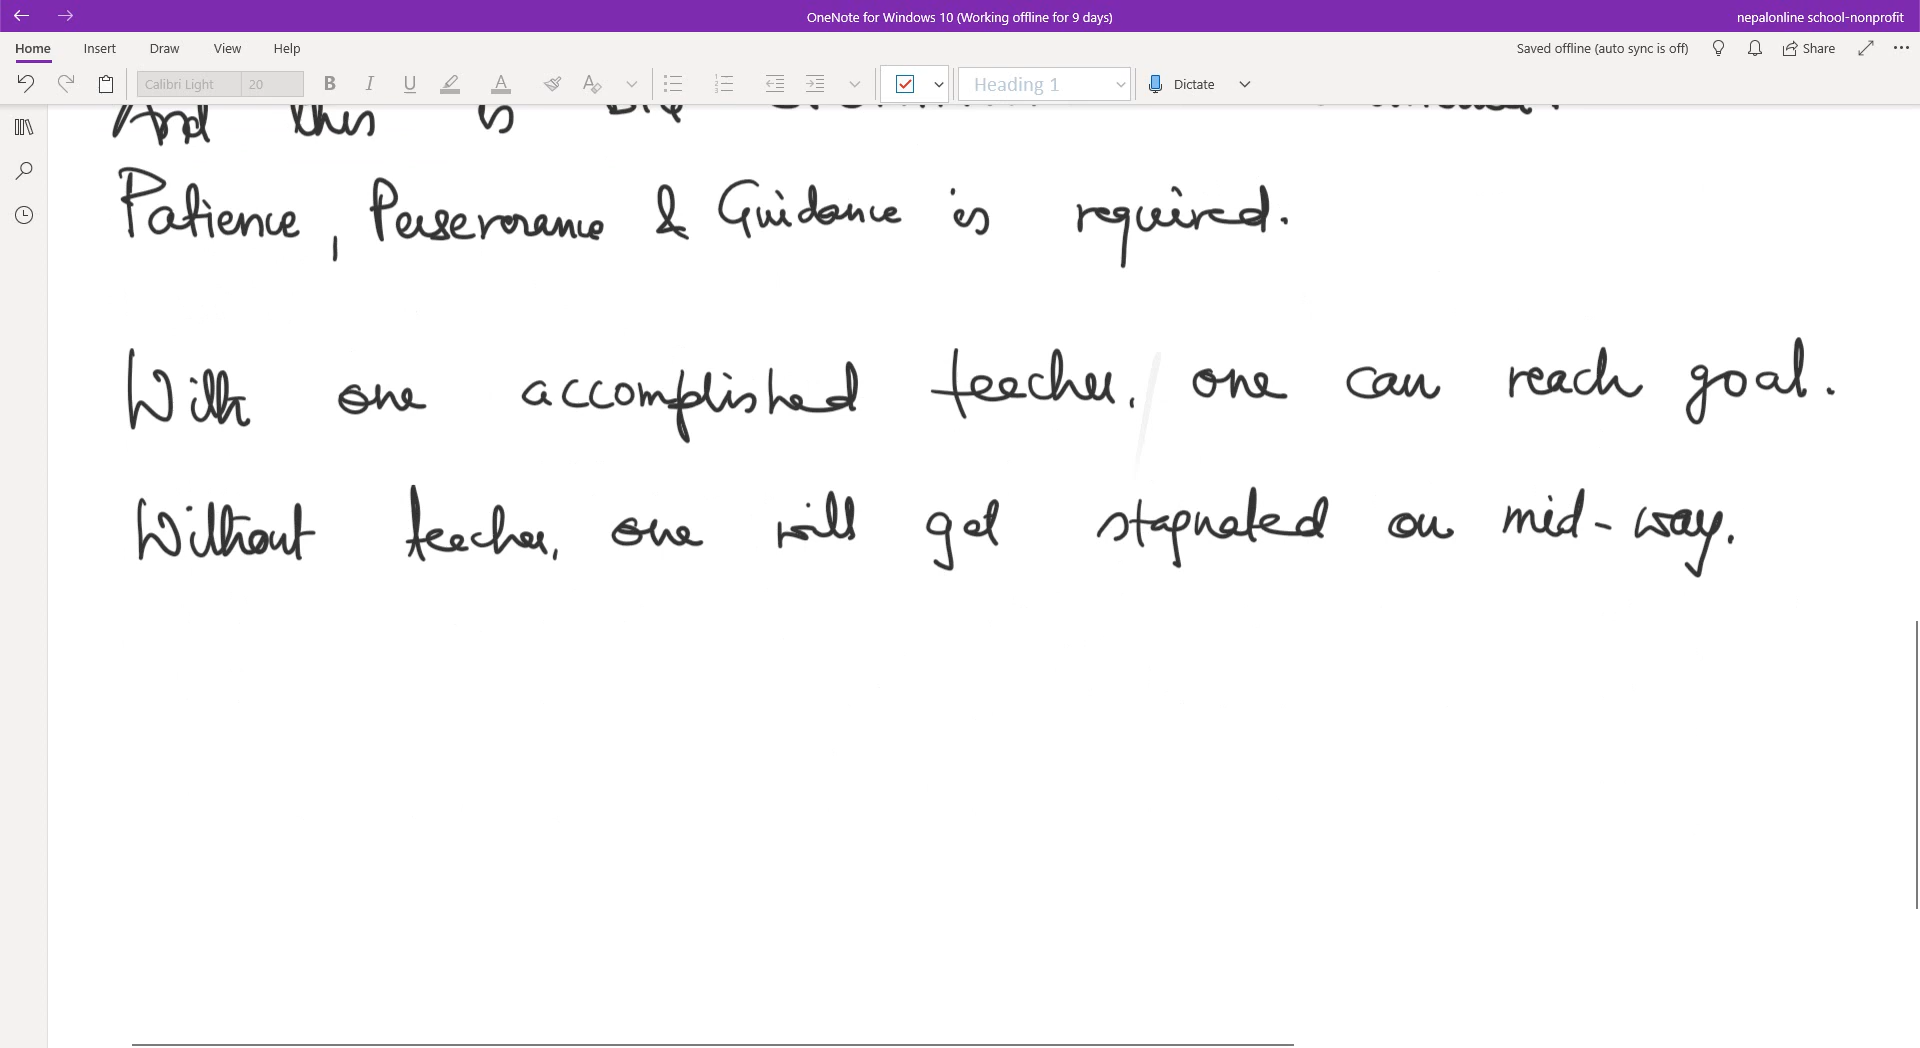 OneNote for Windows 10 (Working offline for 9 days)
nepalonline school-nonprofit
Home Insert Draw View Help
Saved offline (auto sync is off) Share
Calibri Light 20 B I U A Heading 1 Dictate
And this is
Patience, Perserverance & Guidance is required.
With one accomplished teacher, one can reach goal.
Without teacher, one will get stagnated on mid-way.